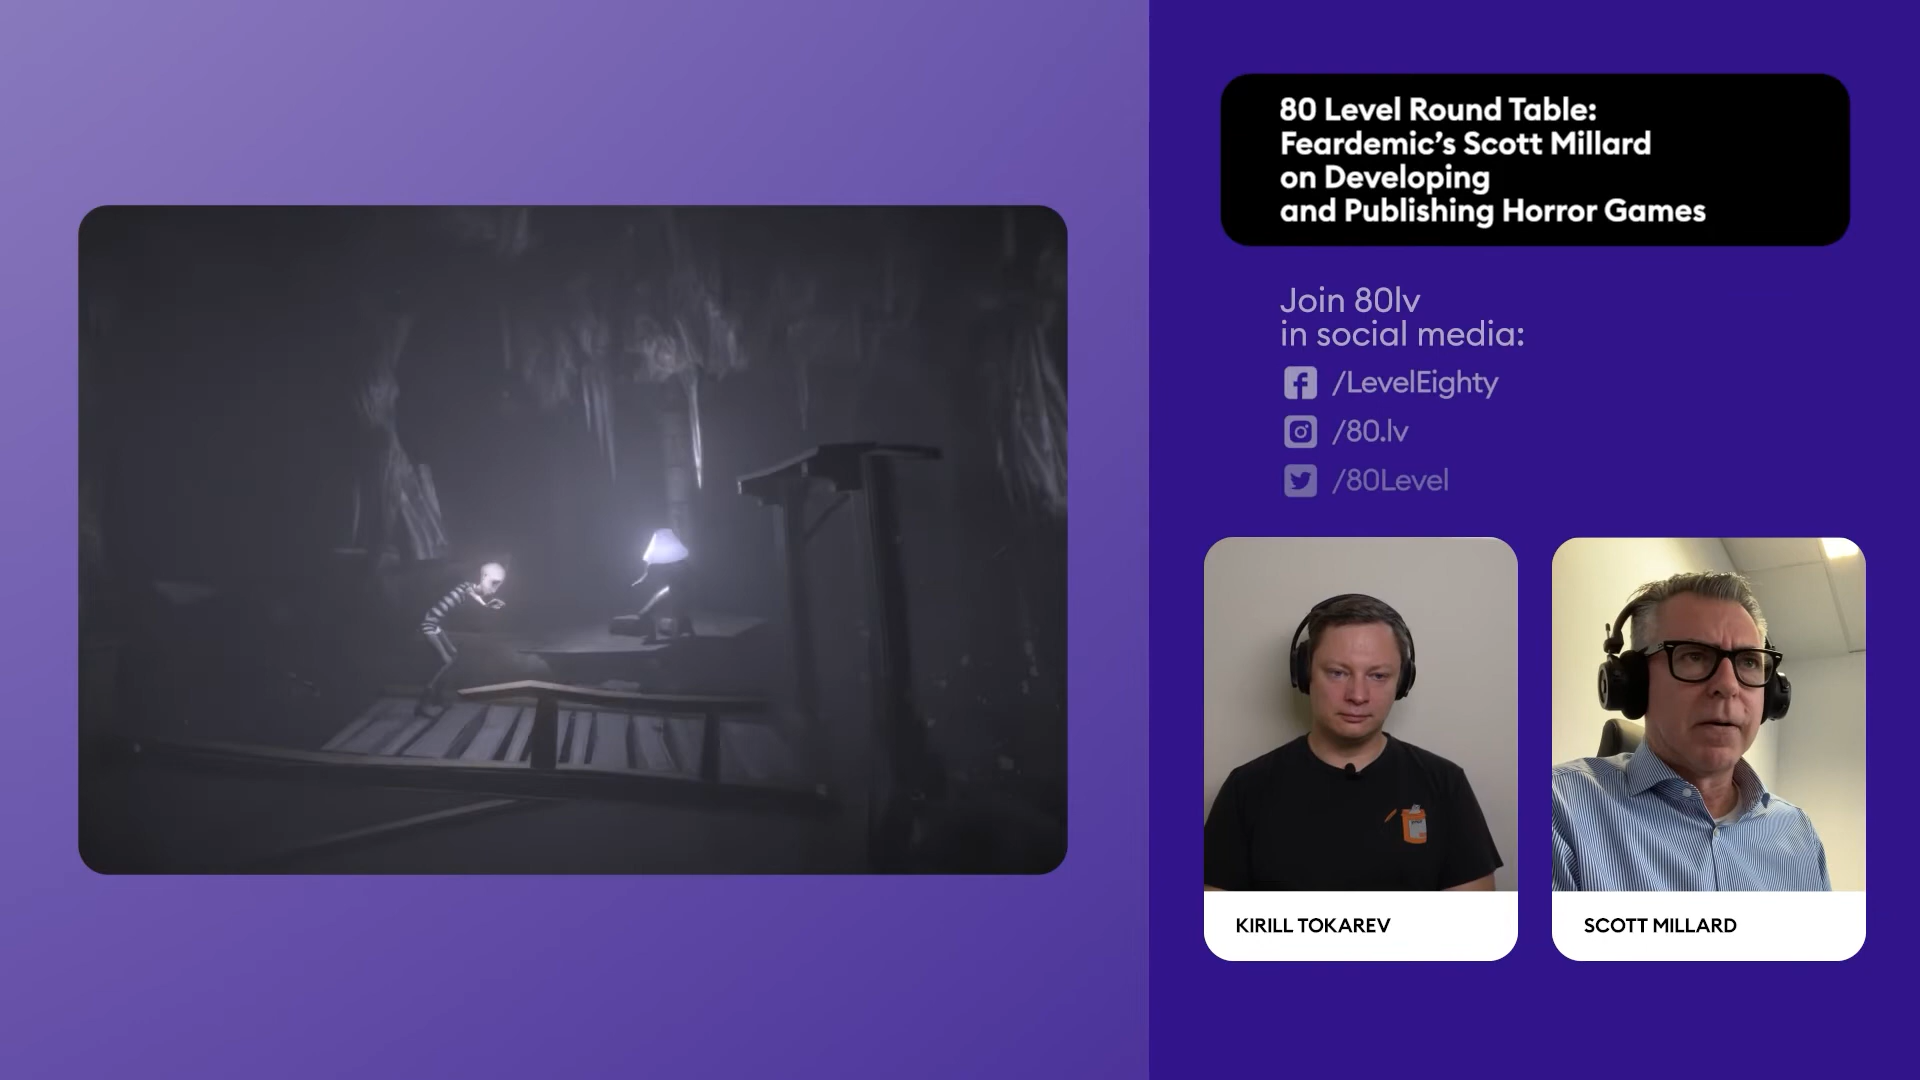 80 Level Round Table:
Feardemic’s Scott Millard
on Developing
and Publishing Horror Games
Join 80lv
in social media:
/LevelEighty
/80.lv
/80Level
KIRILL TOKAREV
SCOTT MILLARD